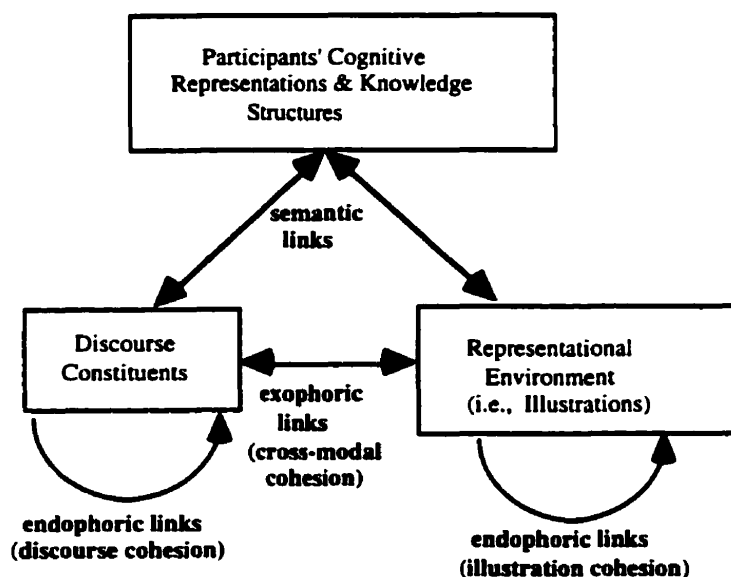 Participants' Cognitive
Representations & Knowledge
Structures
semantic
links
Discourse
Constituents
exophoric
links
(cross-modal
cohesion)
Representational
Environment
(i.e., Illustrations)
endophoric links
(discourse cohesion)
endophoric links
(illustration cohesion)